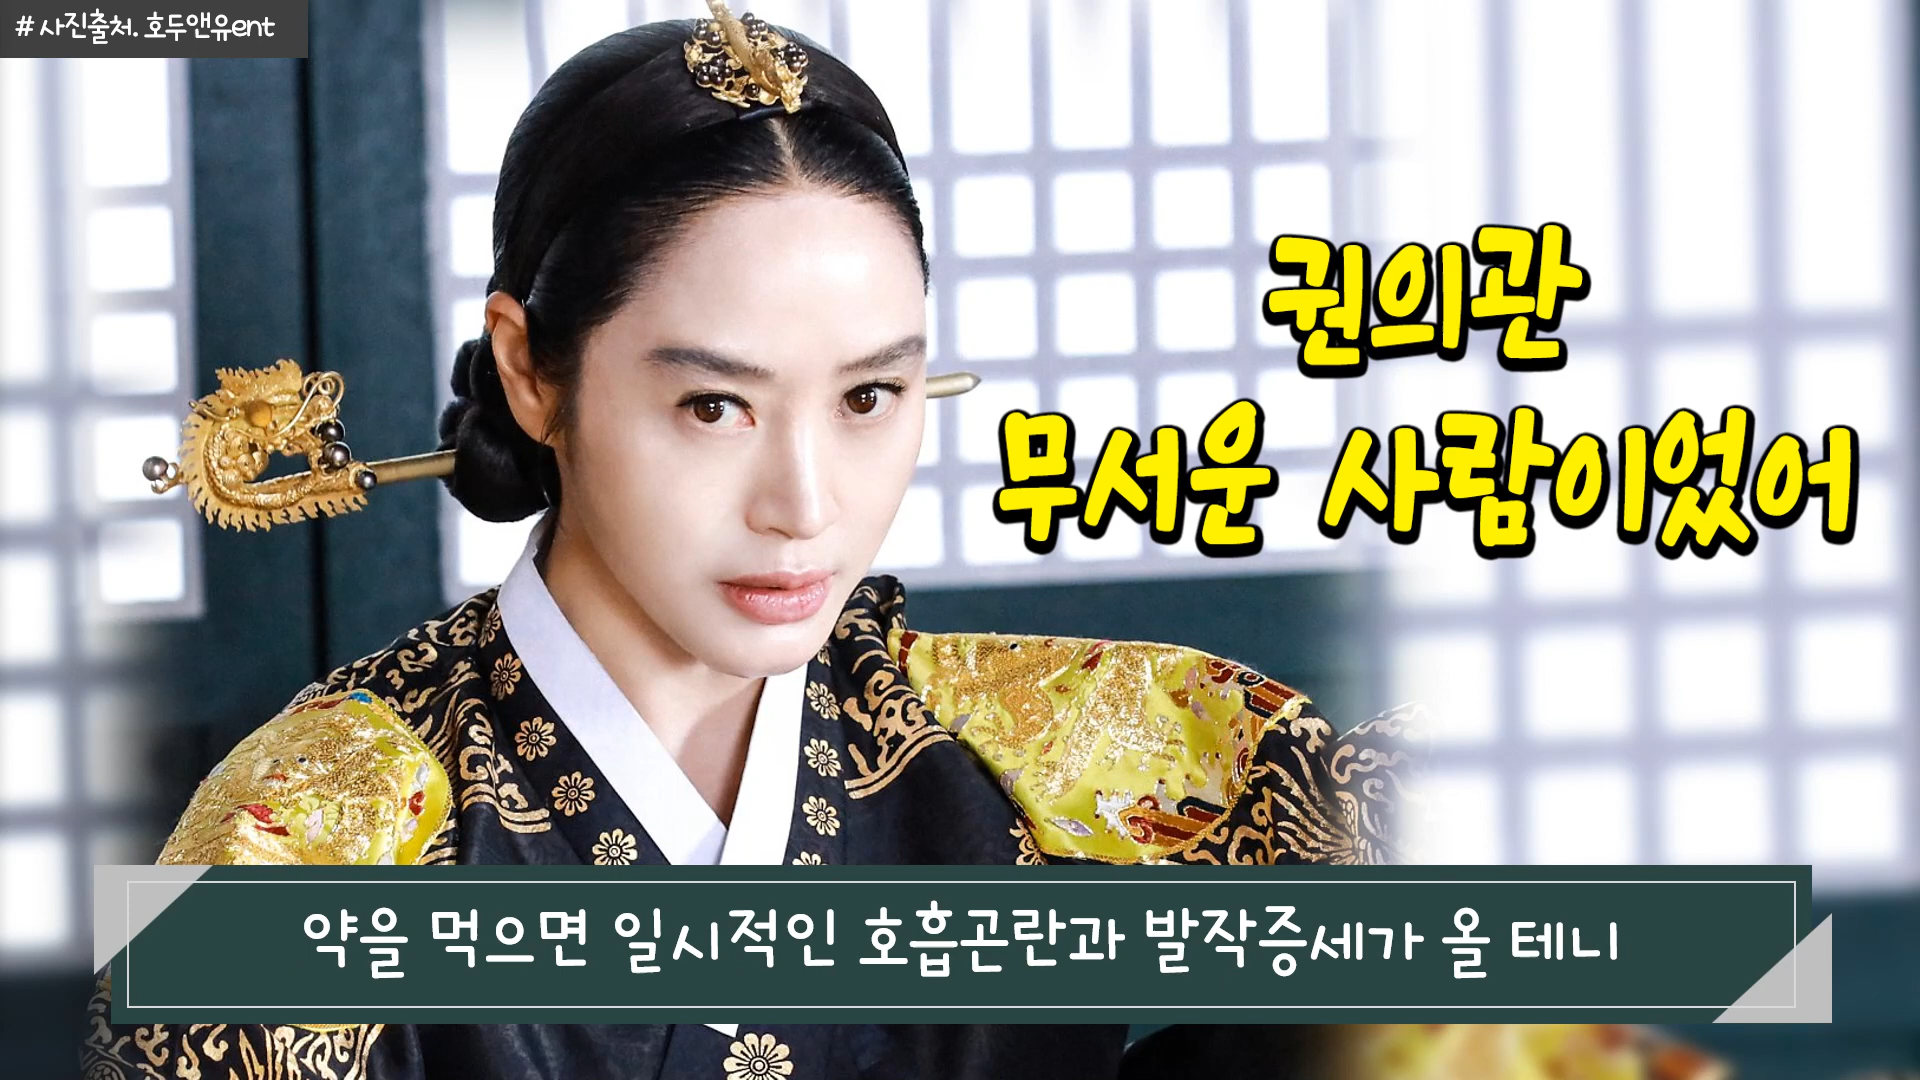 # 사진출처. 호두앤유ent
권의관
무서운 사람이었어
약을 먹으면 일시적인 호흡곤란과 발작증세가 올 테니